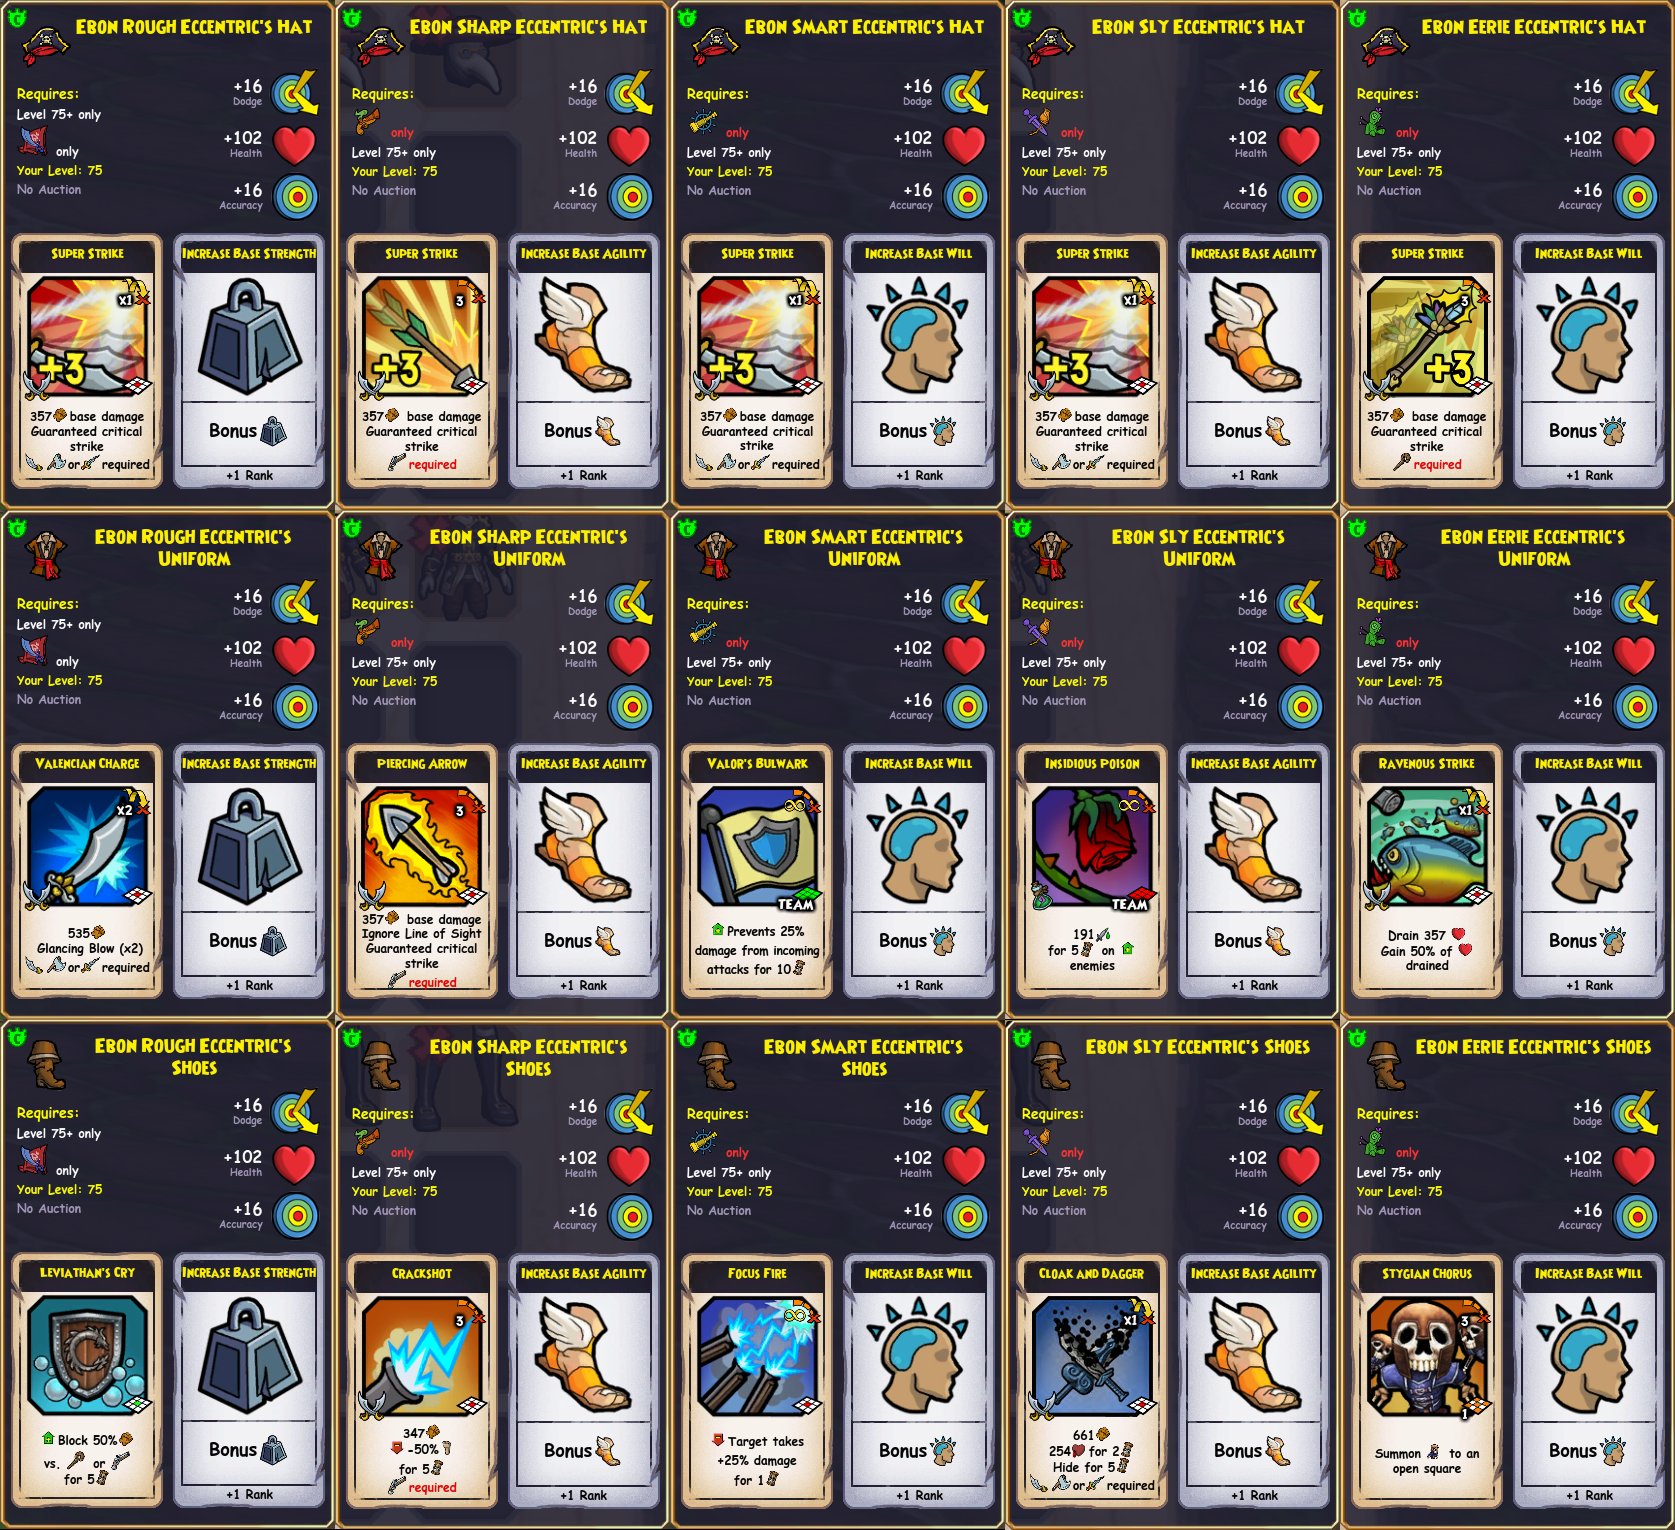 EBON ROUGH ECCENTRIC'S HAT
Requires:
Level 75+ only
only
Your Level: 75
No Auction
+16
Dodge
+102
Health
+16
Accuracy
SUPER STRIKE
x1
+3
357 base damage
Guaranteed critical
strike
or required
INCREASE BASE STRENGTH
Bonus
+1 Rank
EBON SHARP ECCENTRIC'S HAT
Requires:
only
Level 75+ only
Your Level: 75
No Auction
+16
Dodge
+102
Health
+16
Accuracy
SUPER STRIKE
3
+3
357 base damage
Guaranteed critical
strike
required
INCREASE BASE AGILITY
Bonus
+1 Rank
EBON SMART ECCENTRIC'S HAT
Requires:
only
Level 75+ only
Your Level: 75
No Auction
+16
Dodge
+102
Health
+16
Accuracy
SUPER STRIKE
x1
+3
357 base damage
Guaranteed critical
strike
or required
INCREASE BASE WILL
Bonus
+1 Rank
EBON SLY ECCENTRIC'S HAT
Requires:
only
Level 75+ only
Your Level: 75
No Auction
+16
Dodge
+102
Health
+16
Accuracy
SUPER STRIKE
x1
+3
357 base damage
Guaranteed critical
strike
or required
INCREASE BASE AGILITY
Bonus
+1 Rank
EBON EERIE ECCENTRIC'S HAT
Requires:
only
Level 75+ only
Your Level: 75
No Auction
+16
Dodge
+102
Health
+16
Accuracy
SUPER STRIKE
3
+3
357 base damage
Guaranteed critical
strike
required
INCREASE BASE WILL
Bonus
+1 Rank
EBON ROUGH ECCENTRIC'S
UNIFORM
Requires:
Level 75+ only
only
Your Level: 75
No Auction
+16
Dodge
+102
Health
+16
Accuracy
VALENCIAN CHARGE
x2
535
Glancing Blow (x2)
or required
INCREASE BASE STRENGTH
Bonus
+1 Rank
EBON SHARP ECCENTRIC'S
UNIFORM
Requires:
only
Level 75+ only
Your Level: 75
No Auction
+16
Dodge
+102
Health
+16
Accuracy
PIERCING ARROW
3
357 base damage
Ignore Line of Sight
Guaranteed critical
strike
required
INCREASE BASE AGILITY
Bonus
+1 Rank
EBON SMART ECCENTRIC'S
UNIFORM
Requires:
only
Level 75+ only
Your Level: 75
No Auction
+16
Dodge
+102
Health
+16
Accuracy
VALOR'S BULWARK
∞
TEAM
Prevents 25%
damage from incoming
attacks for 10
INCREASE BASE WILL
Bonus
+1 Rank
EBON SLY ECCENTRIC'S
UNIFORM
Requires:
only
Level 75+ only
Your Level: 75
No Auction
+16
Dodge
+102
Health
+16
Accuracy
INSIDIOUS POISON
∞
TEAM
191
for 5 on
enemies
INCREASE BASE AGILITY
Bonus
+1 Rank
EBON EERIE ECCENTRIC'S
UNIFORM
Requires:
only
Level 75+ only
Your Level: 75
No Auction
+16
Dodge
+102
Health
+16
Accuracy
RAVENOUS STRIKE
x1
Drain 357
Gain 50% of
drained
INCREASE BASE WILL
Bonus
+1 Rank
EBON ROUGH ECCENTRIC'S
SHOES
Requires:
Level 75+ only
only
Your Level: 75
No Auction
+16
Dodge
+102
Health
+16
Accuracy
LEVIATHAN'S CRY
Block 50%
vs. or
for 5
INCREASE BASE STRENGTH
Bonus
+1 Rank
EBON SHARP ECCENTRIC'S
SHOES
Requires:
only
Level 75+ only
Your Level: 75
No Auction
+16
Dodge
+102
Health
+16
Accuracy
CRACKSHOT
3
347
-50%
for 5
required
INCREASE BASE AGILITY
Bonus
+1 Rank
EBON SMART ECCENTRIC'S
SHOES
Requires:
only
Level 75+ only
Your Level: 75
No Auction
+16
Dodge
+102
Health
+16
Accuracy
FOCUS FIRE
∞
Target takes
+25% damage
for 1
INCREASE BASE WILL
Bonus
+1 Rank
EBON SLY ECCENTRIC'S SHOES
Requires:
only
Level 75+ only
Your Level: 75
No Auction
+16
Dodge
+102
Health
+16
Accuracy
CLOAK AND DAGGER
x1
661
254 for 2
Hide for 5
or required
INCREASE BASE AGILITY
Bonus
+1 Rank
EBON EERIE ECCENTRIC'S SHOES
Requires:
only
Level 75+ only
Your Level: 75
No Auction
+16
Dodge
+102
Health
+16
Accuracy
STYGIAN CHORUS
3
1
Summon to an
open square
INCREASE BASE WILL
Bonus
+1 Rank